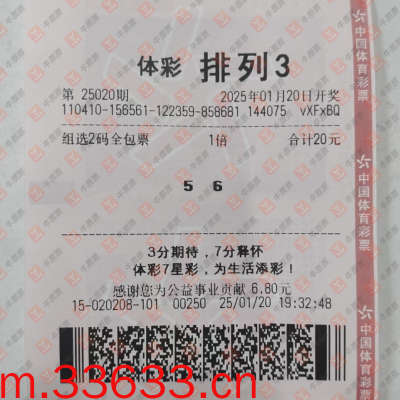 体彩 排列3
第 25020期 2025年01月20日开奖
110410-156561-122359-858681 144075 vXFxBQ
组选2码全包票 1倍 合计20元
5 6
3分期待，7分释怀
体彩7星彩，为生活添彩！
感谢您为公益事业贡献 6.80元
15-020208-101 00250 25/01/20 19:32:48
m.33633.cn
中国体育彩票
中国体育彩票
中国体育彩票